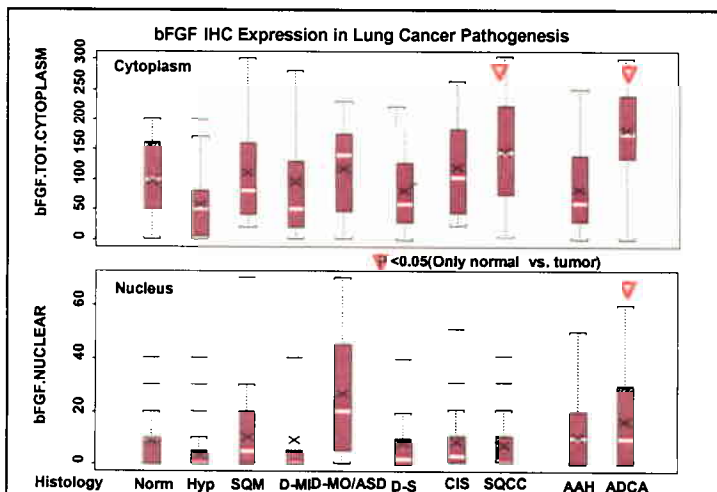 bFGF IHC Expression in Lung Cancer Pathogenesis
Cytoplasm
bFGF.TOT.CYTOPLASM
300
250
200
150
100
50
0
P <0.05(Only normal vs. tumor)
Nucleus
bFGF.NUCLEAR
60
40
20
0
Histology Norm Hyp SQM D-MI D-MO/ASD D-S CIS SQCC AAH ADCA